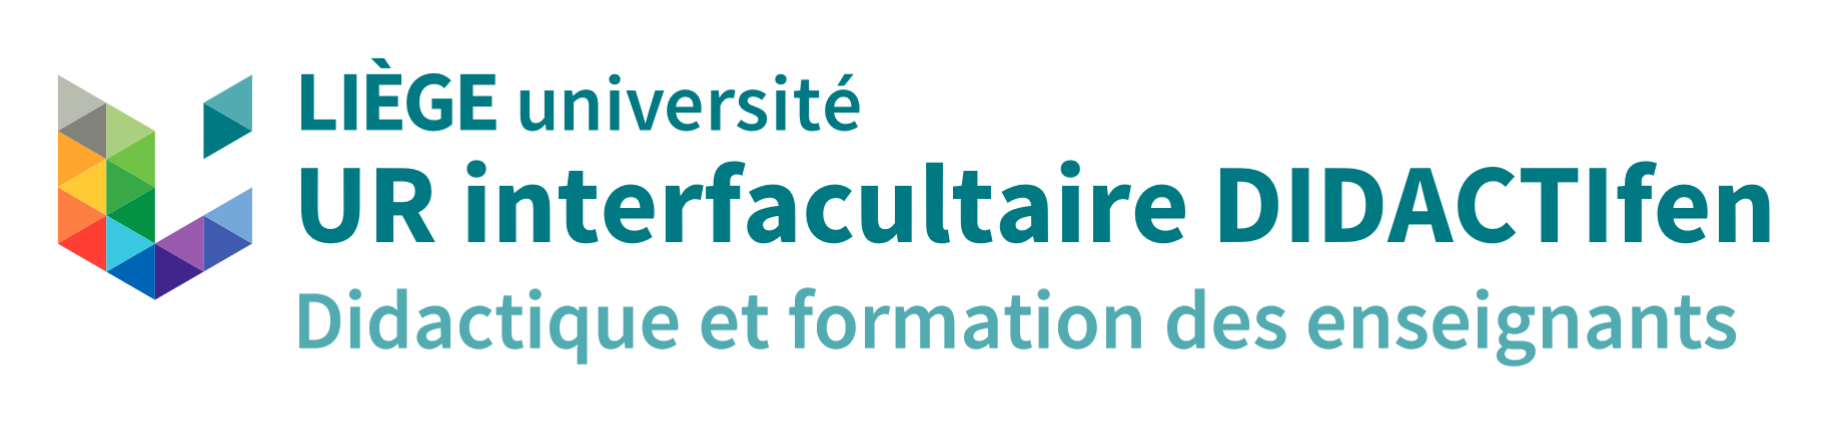 LIÈGE université
UR interfacultaire DIDACTIfen
Didactique et formation des enseignants